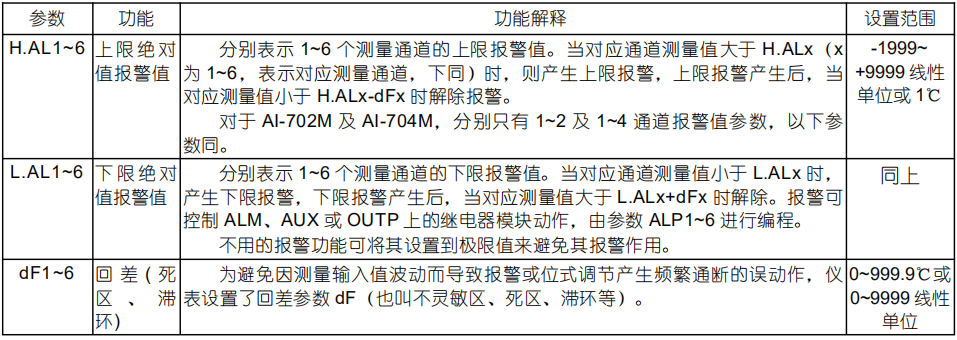 参数 功能 功能解释 设置范围
H.AL1~6 上限绝对值报警值
分别表示 1~6 个测量通道的上限报警值。当对应通道测量值大于 H.ALx（x
为 1~6，表示对应测量通道，下同）时，则产生上限报警，上限报警产生后，当
对应测量值小于 H.ALx-dFx 时解除报警。
对于 AI-702M 及 AI-704M，分别只有 1~2 及 1~4 通道报警值参数，以下参
数同。
-1999~
+9999 线性
单位或 1℃
L.AL1~6 下限绝对值报警值
分别表示 1~6 个测量通道的下限报警值。当对应通道测量值小于 L.ALx 时，
产生下限报警，下限报警产生后，当对应测量值大于 L.ALx+dFx 时解除。报警可
控制 ALM、AUX 或 OUTP 上的继电器模块动作，由参数 ALP1~6 进行编程。
不用的报警功能可将其设置到极限值来避免其报警作用。
同上
dF1~6
回差（死
区、滞
环）
为避免因测量输入值波动而导致报警或位式调节产生频繁通断的误动作，仪
表设置了回差参数 dF（也叫不灵敏区、死区、滞环等）。
0~999.9℃或
0~9999 线性
单位